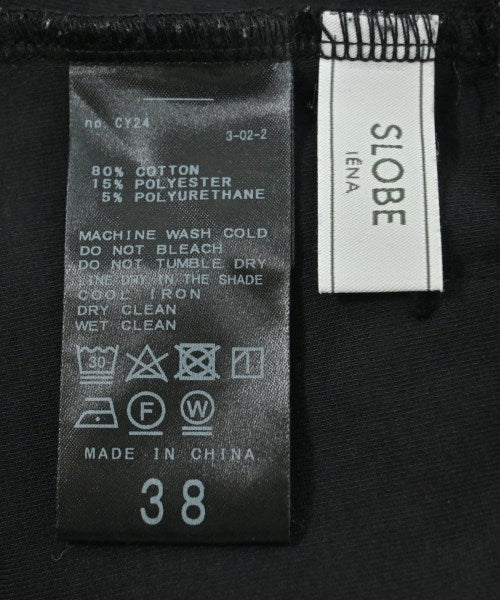 no. CY24
3-02-2
80% COTTON
15% POLYESTER
5% POLYURETHANE
MACHINE WASH COLD
DO NOT BLEACH
DO NOT TUMBLE DRY
LINE DRY IN THE SHADE
COOL IRON
DRY CLEAN
WET CLEAN
30
F
W
MADE IN CHINA
38
SLOBE
IÉNA